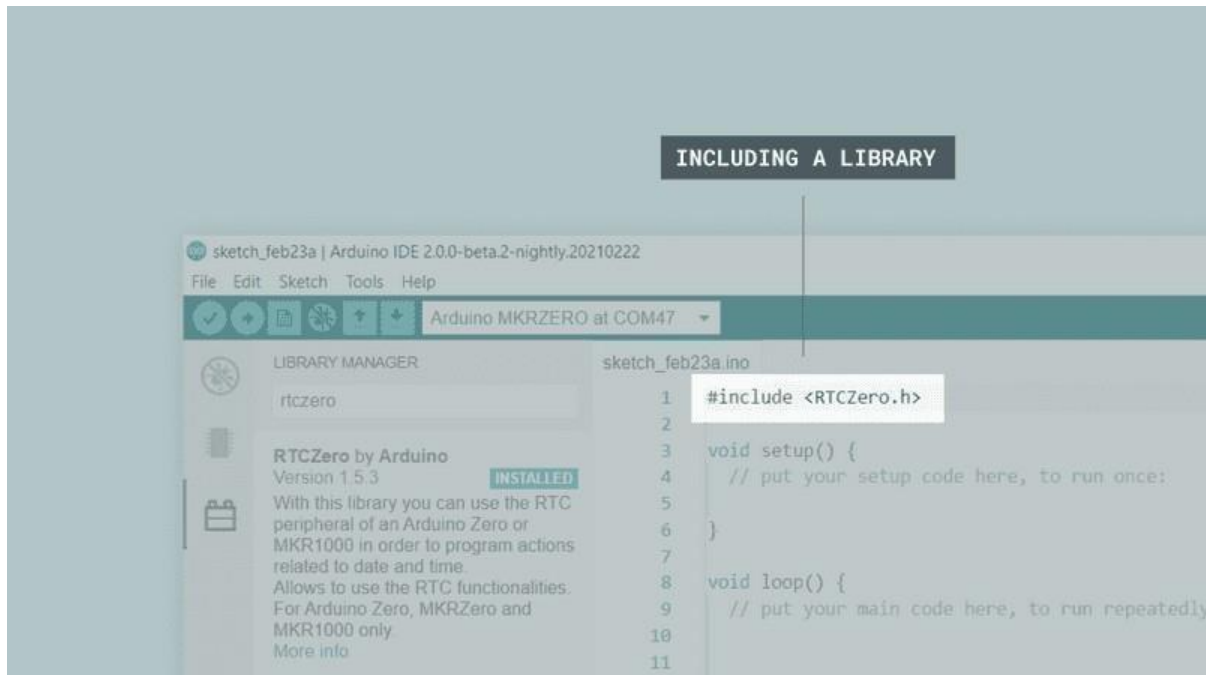 INCLUDING A LIBRARY
sketch_feb23a | Arduino IDE 2.0.0-beta.2-nightly.20210222
File Edit Sketch Tools Help
Arduino MKRZERO at COM47
LIBRARY MANAGER
rtczero
RTCZero by Arduino
Version 1.5.3 INSTALLED
With this library you can use the RTC
peripheral of an Arduino Zero or
MKR1000 in order to program actions
related to date and time.
Allows to use the RTC functionalities.
For Arduino Zero, MKRZero and
MKR1000 only.
More info
sketch_feb23a.ino
1 #include <RTCZero.h>
2
3 void setup() {
4 // put your setup code here, to run once:
5
6 }
7
8 void loop() {
9 // put your main code here, to run repeatedly
10
11